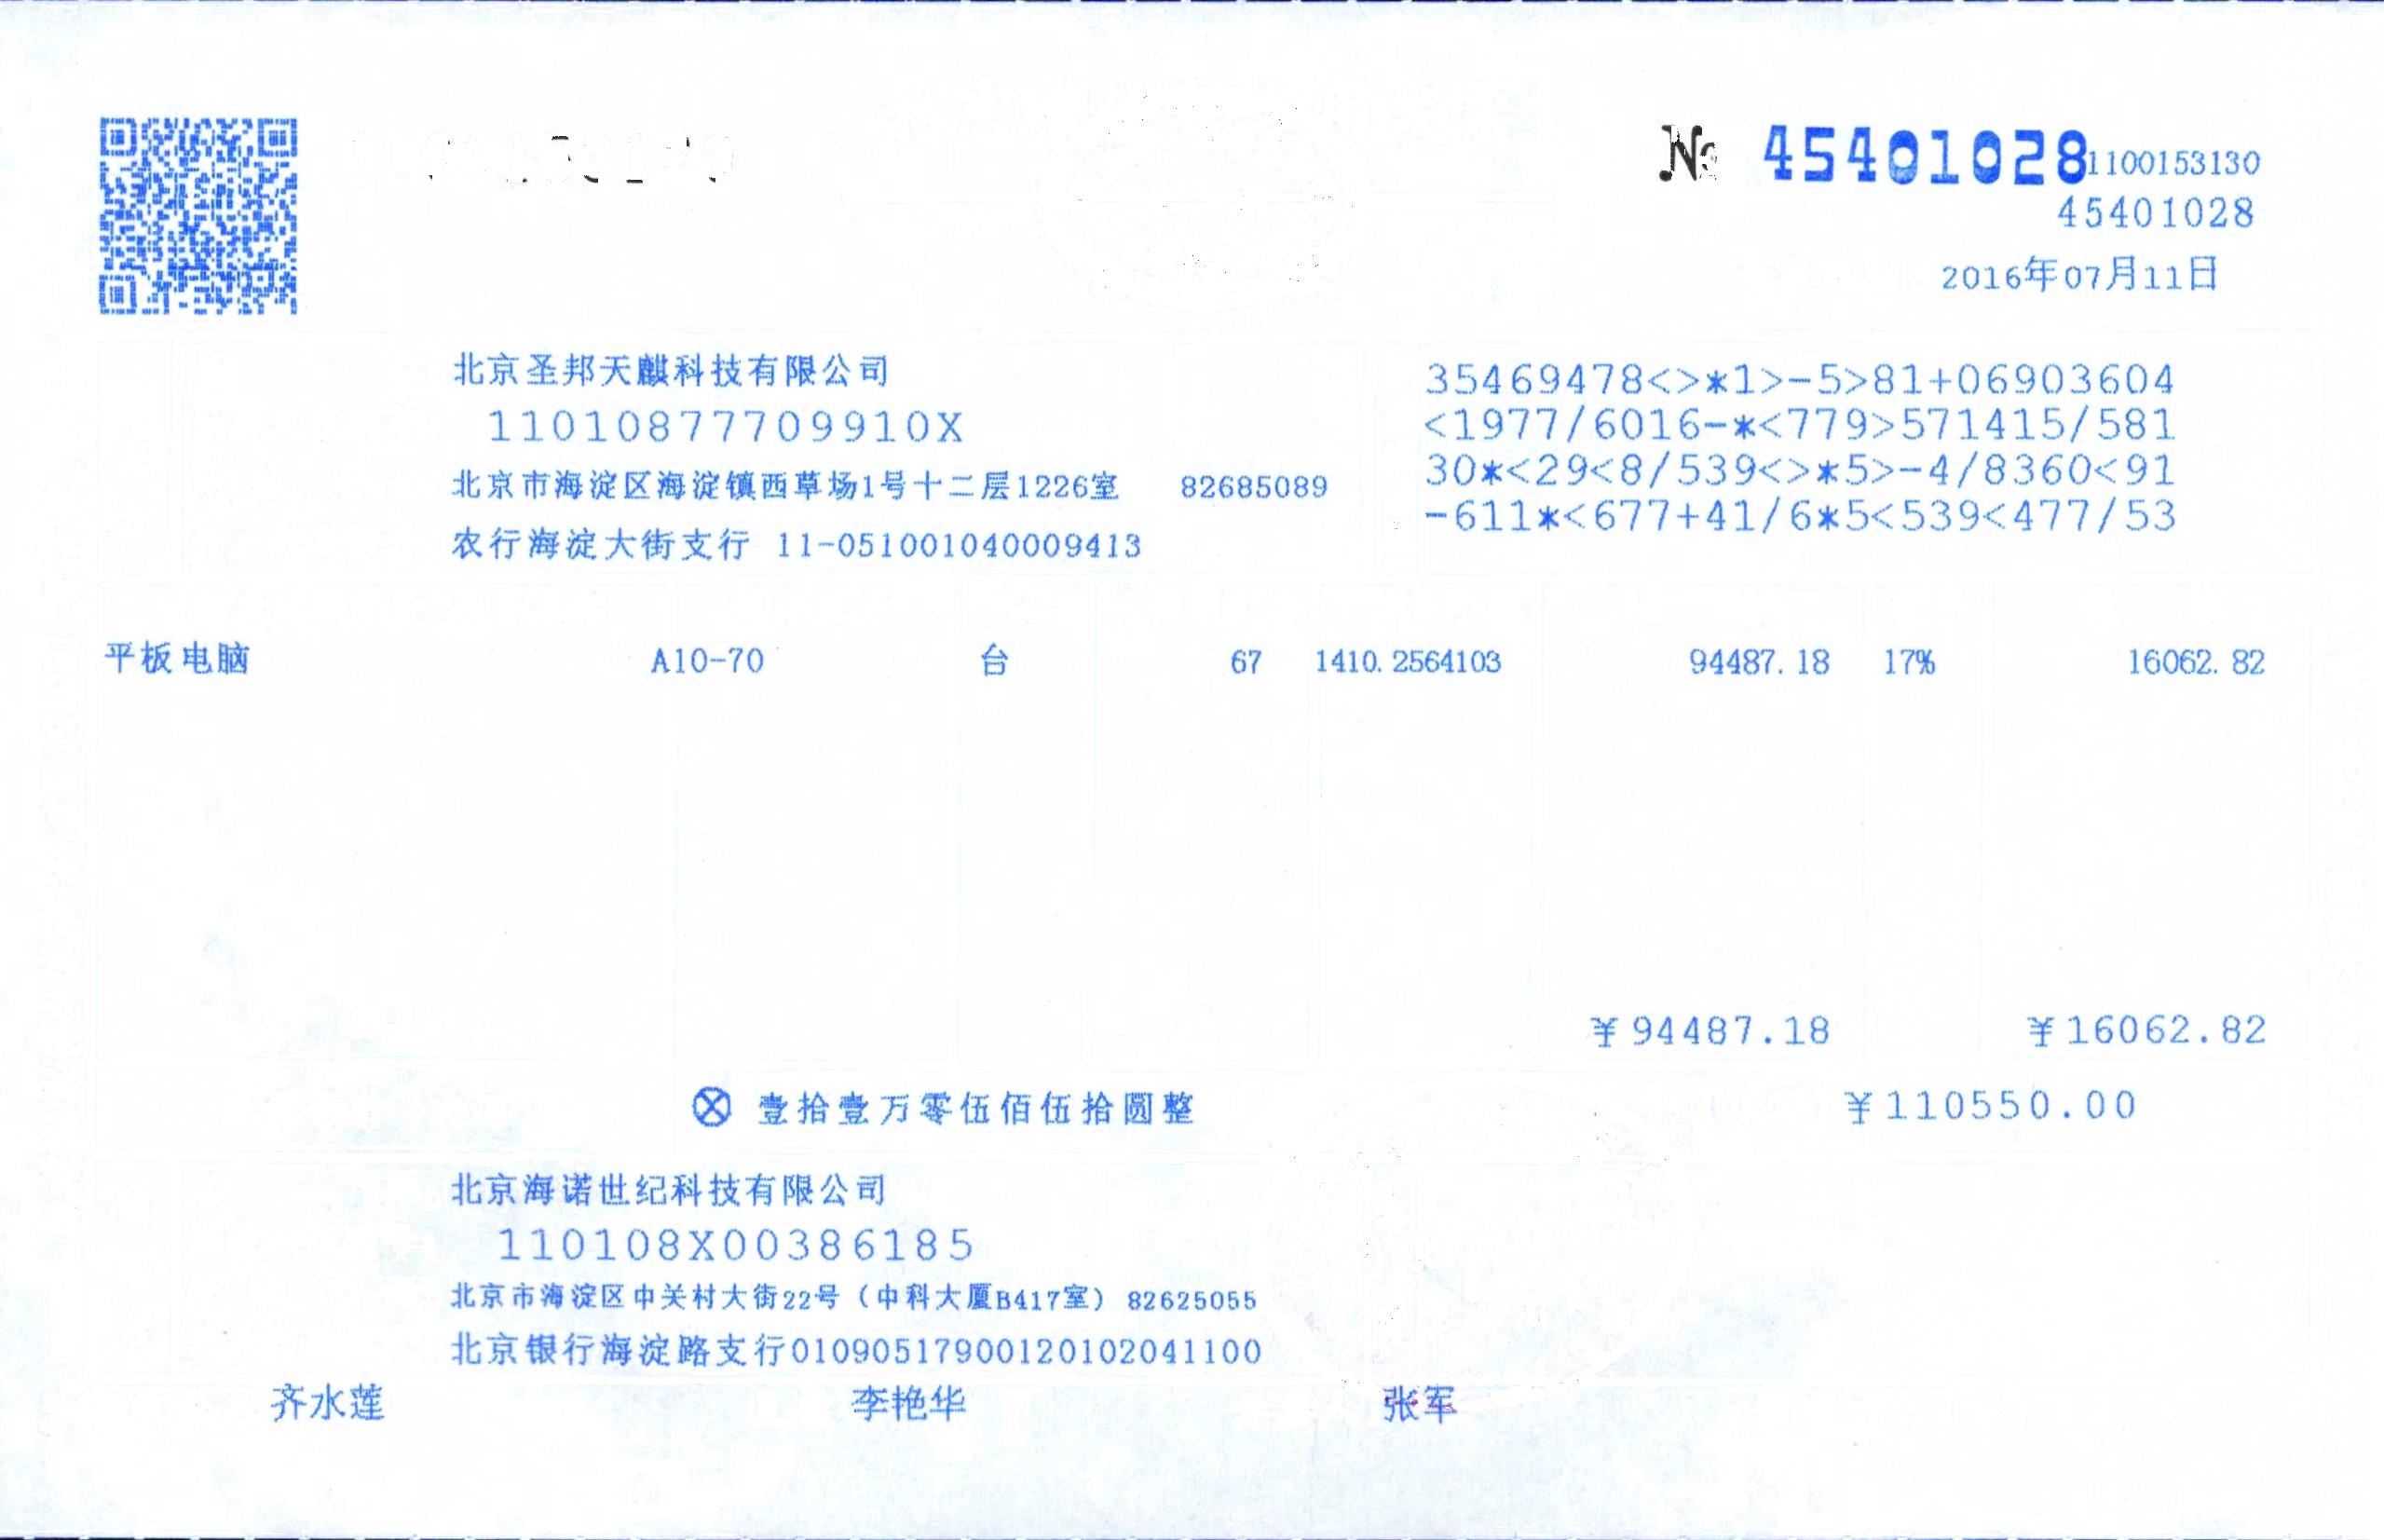 № 45401028 1100153130
45401028
2016年07月11日
北京圣邦天麒科技有限公司
11010877709910X
北京市海淀区海淀镇西草场1号十二层1226室 82685089
农行海淀大街支行 11-051001040009413
35469478<>*1>-5>81+06903604
<1977/6016-*<779>571415/581
30*<29<8/539<>*5>-4/8360<91
-611*<677+41/6*5<539<477/53
平板电脑 A10-70 台 67 1410.2564103 94487.18 17% 16062.82
¥94487.18 ¥16062.82
ⓧ 壹拾壹万零伍佰伍拾圆整 ¥110550.00
北京海诺世纪科技有限公司
110108X00386185
北京市海淀区中关村大街22号（中科大厦B417室）82625055
北京银行海淀路支行01090517900120102041100
齐水莲 李艳华 张军